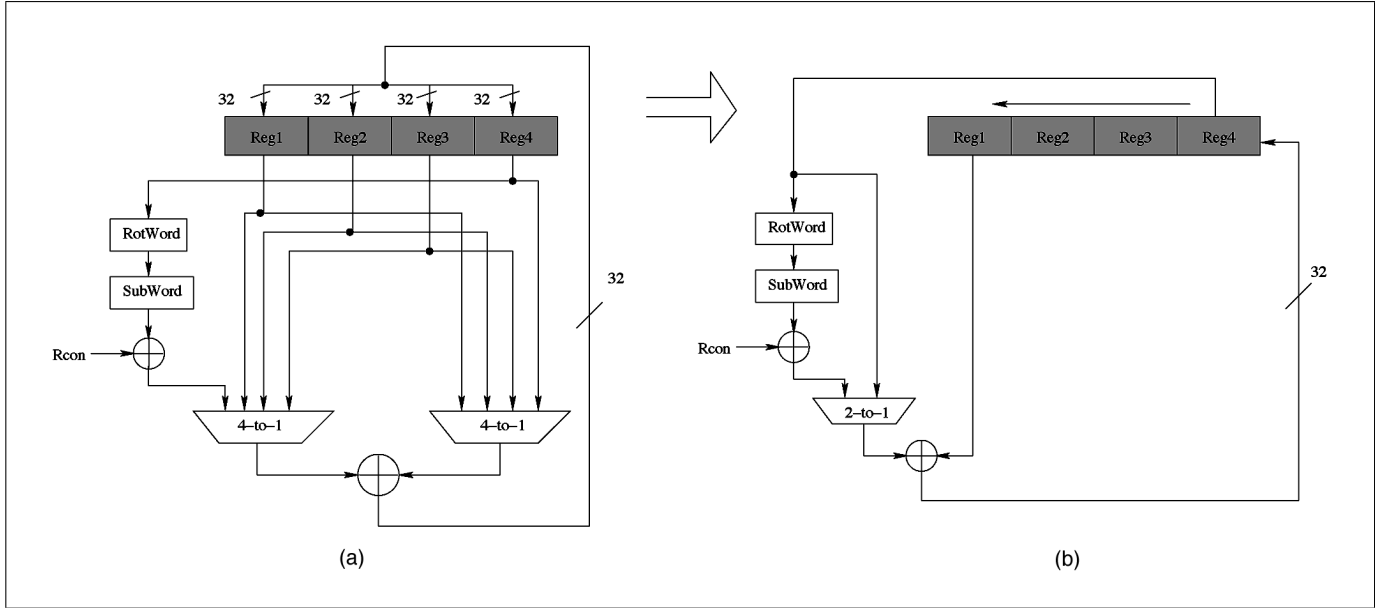 32 32 32 32
Reg1 Reg2 Reg3 Reg4
RotWord
SubWord
Rcon
4-to-1 4-to-1
32
(a)
Reg1 Reg2 Reg3 Reg4
RotWord
SubWord
Rcon
2-to-1
32
(b)